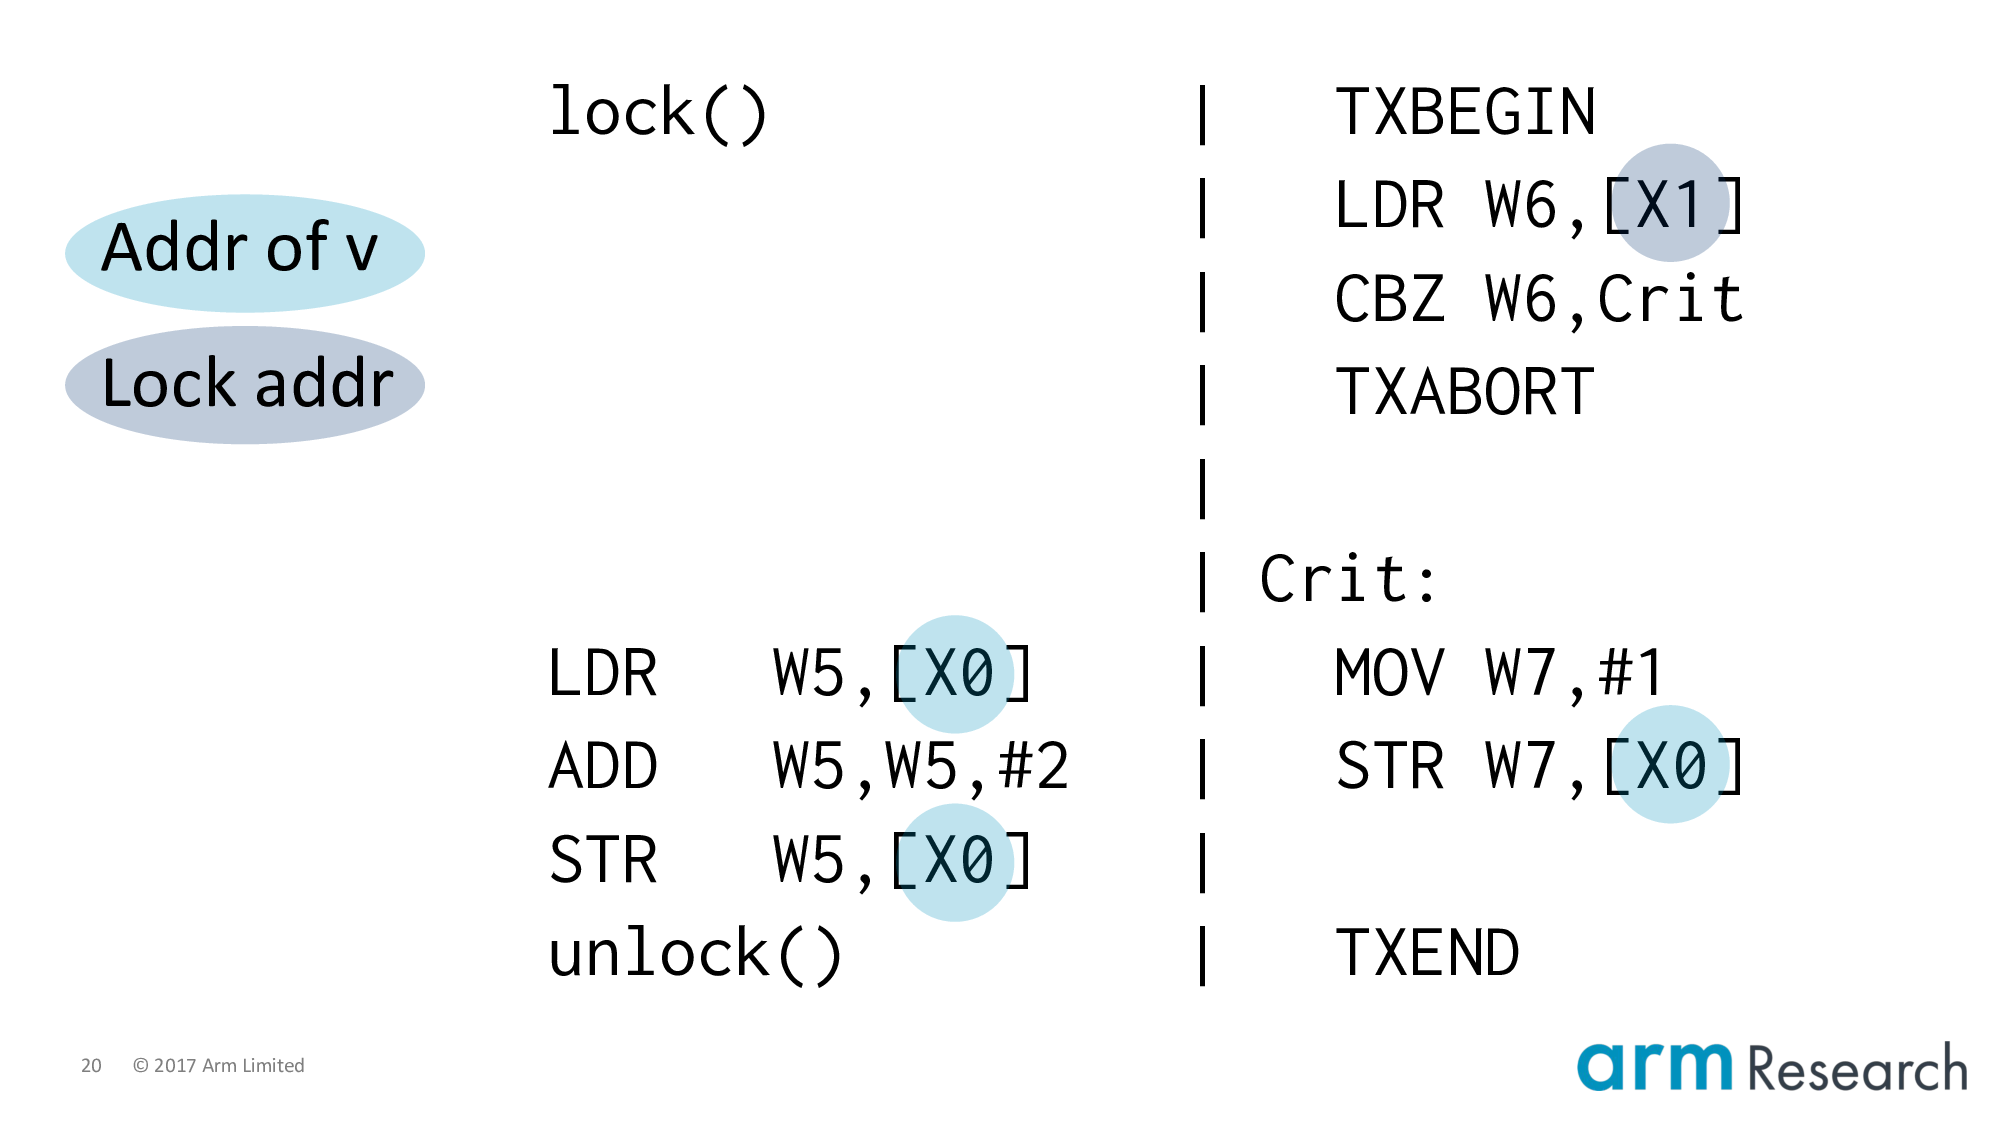 lock() | TXBEGIN
| LDR W6,[X1]
Addr of v
| CBZ W6,Crit
Lock addr
| TXABORT
|
| Crit:
LDR W5,[X0] | MOV W7,#1
ADD W5,W5,#2 | STR W7,[X0]
STR W5,[X0] |
unlock() | TXEND
20 © 2017 Arm Limited
arm Research